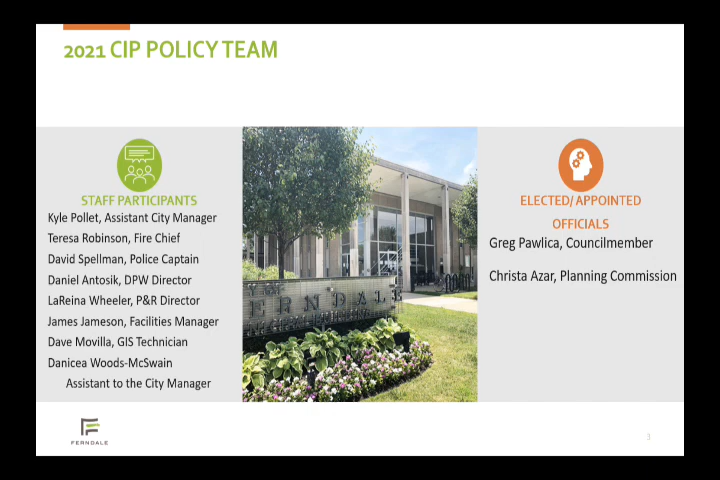 2021 CIP POLICY TEAM
STAFF PARTICIPANTS
Kyle Pollet, Assistant City Manager
Teresa Robinson, Fire Chief
David Spellman, Police Captain
Daniel Antosik, DPW Director
LaReina Wheeler, P&R Director
James Jameson, Facilities Manager
Dave Movilla, GIS Technician
Danicea Woods-McSwain
Assistant to the City Manager
FERNDALE
ELECTED/APPOINTED
OFFICIALS
Greg Pawlica, Councilmember
Christa Azar, Planning Commission
FERNDALE
3